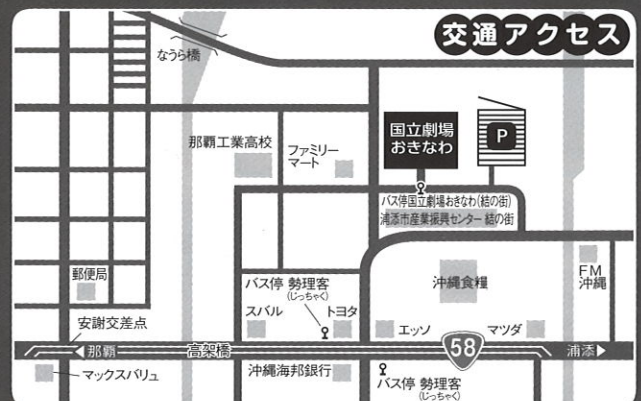 交通アクセス
なうら橋
那覇工業高校
ファミリー
マート
国立劇場
おきなわ
P
バス停国立劇場おきなわ(結の街)
浦添市産業振興センター 結の街
郵便局
バス停 勢理客
(じっちゃく)
スバル
トヨタ
沖縄食糧
FM
沖縄
安謝交差点
エッソ
マツダ
◀那覇
高架橋
58
浦添▶
マックスバリュ
沖縄海邦銀行
バス停 勢理客
(じっちゃく)